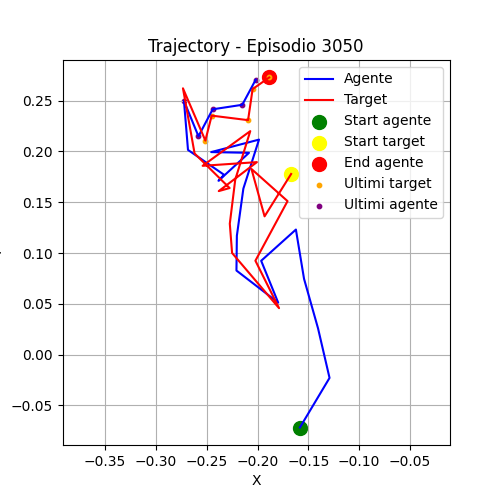 Trajectory - Episodio 3050
Agente
Target
Start agente
Start target
End agente
Ultimi target
Ultimi agente
0.25
0.20
0.15
0.10
0.05
0.00
−0.05
−0.35
−0.30
−0.25
−0.20
−0.15
−0.10
−0.05
X